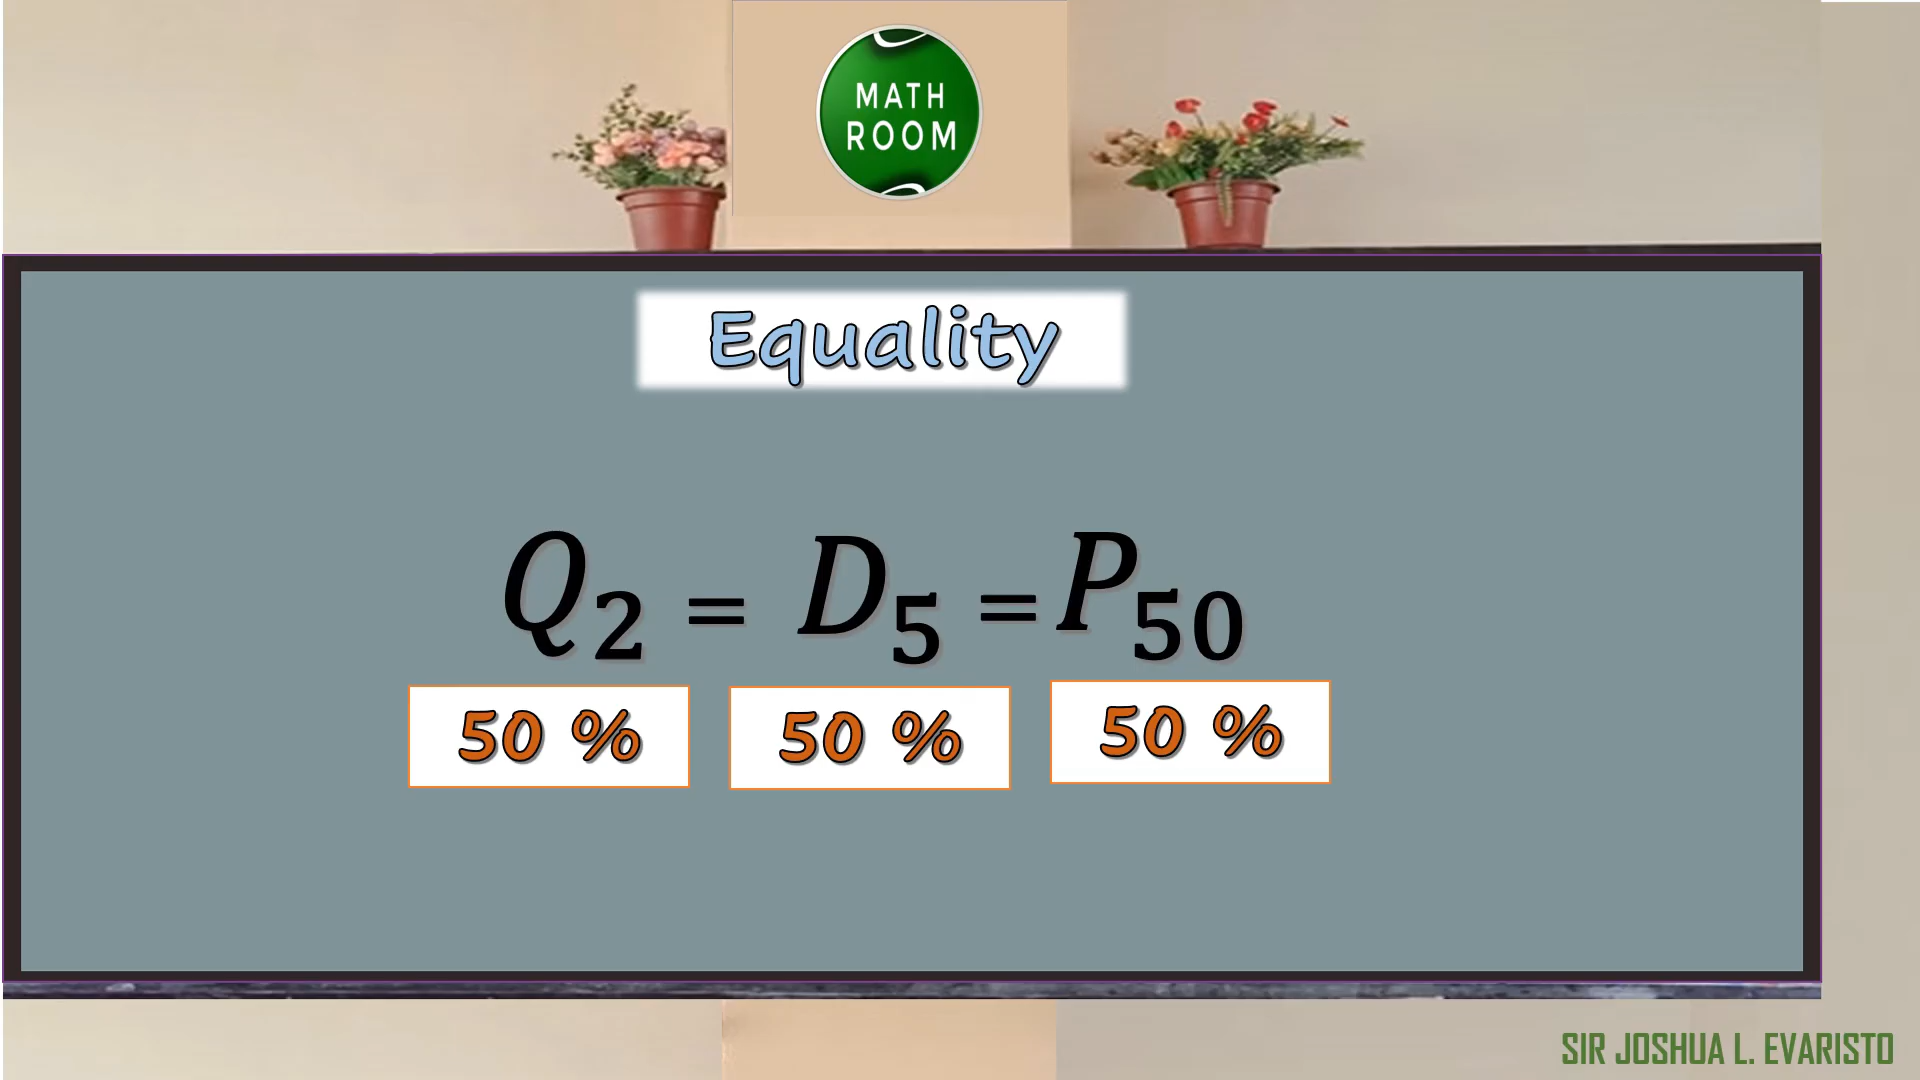 MATH
ROOM
Equality
Q₂ = D₅ = P₅₀
50 % 50 % 50 %
SIR JOSHUA L. EVARISTO